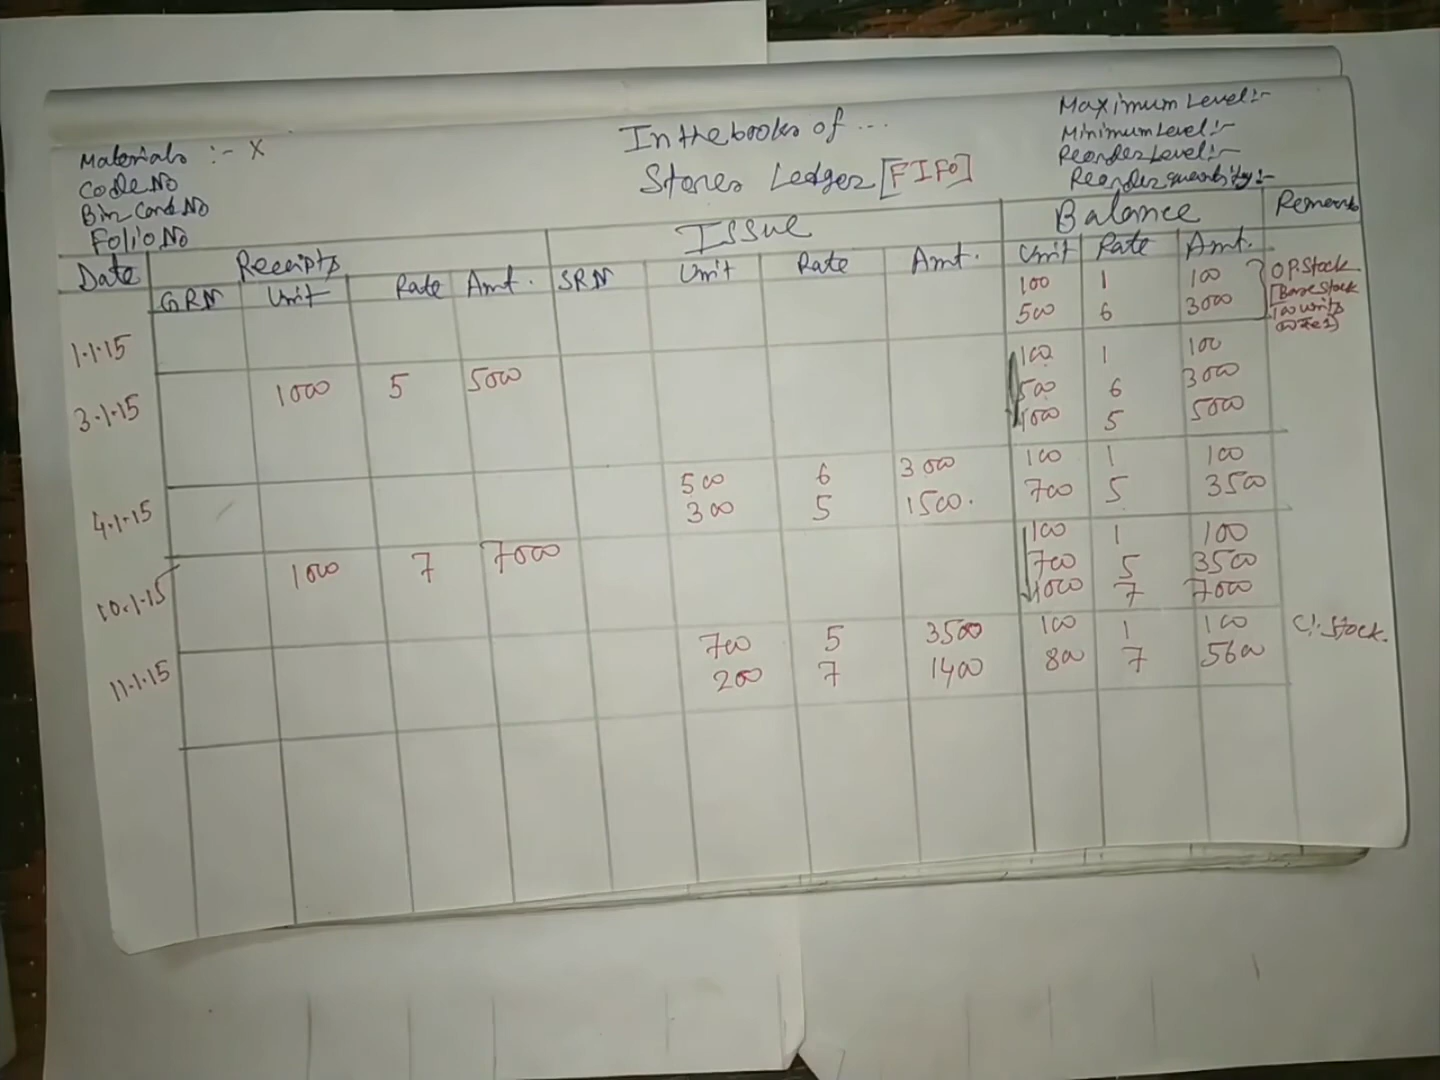 Materials :- X
Code No
Bin Card No
Folio No
In the books of ...
Stores Ledger [FIFO]
Maximum Level:-
Minimum Level:-
Reorder Level:-
Reorder quantity:-
Date Receipts Issue Balance Remark
GRN Unit Rate Amt. SRN Unit Rate Amt. Unit Rate Amt.
1.1.15 100 1 100 OP. Stock
500 6 3000 [Base Stock
100 units
3.1.15 1000 5 5000 100 1 100
500 6 3000
1000 5 5000
4.1.15 500 6 3000 100 1 100
300 5 1500. 700 5 3500
10.1.15 1000 7 7000 100 1 100
700 5 3500
1000 7 7000
11.1.15 700 5 3500 100 1 100 Cl. Stock.
200 7 1400 800 7 5600